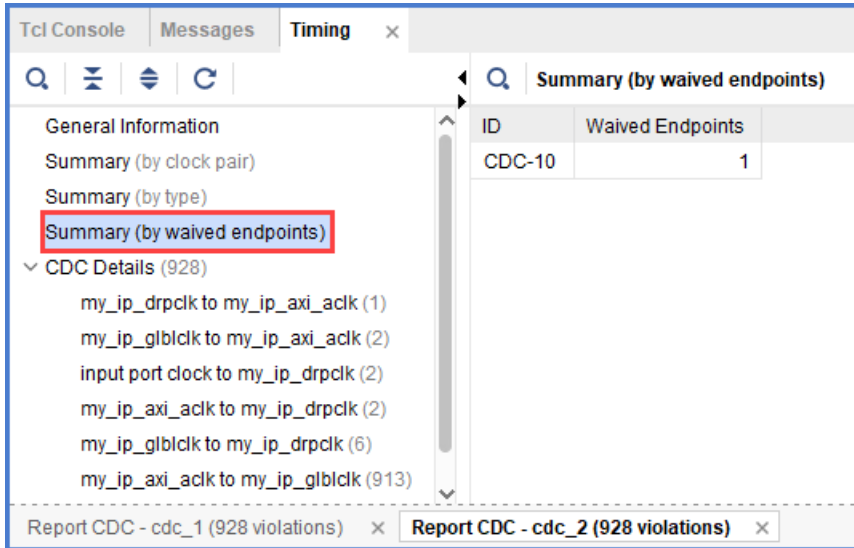 Tcl Console Messages Timing ×
Summary (by waived endpoints)
General Information
Summary (by clock pair)
Summary (by type)
Summary (by waived endpoints)
CDC Details (928)
my_ip_drpclk to my_ip_axi_aclk (1)
my_ip_glblclk to my_ip_axi_aclk (2)
input port clock to my_ip_drpclk (2)
my_ip_axi_aclk to my_ip_drpclk (2)
my_ip_glblclk to my_ip_drpclk (6)
my_ip_axi_aclk to my_ip_glblclk (913)
ID Waived Endpoints
CDC-10 1
Report CDC - cdc_1 (928 violations) × Report CDC - cdc_2 (928 violations) ×